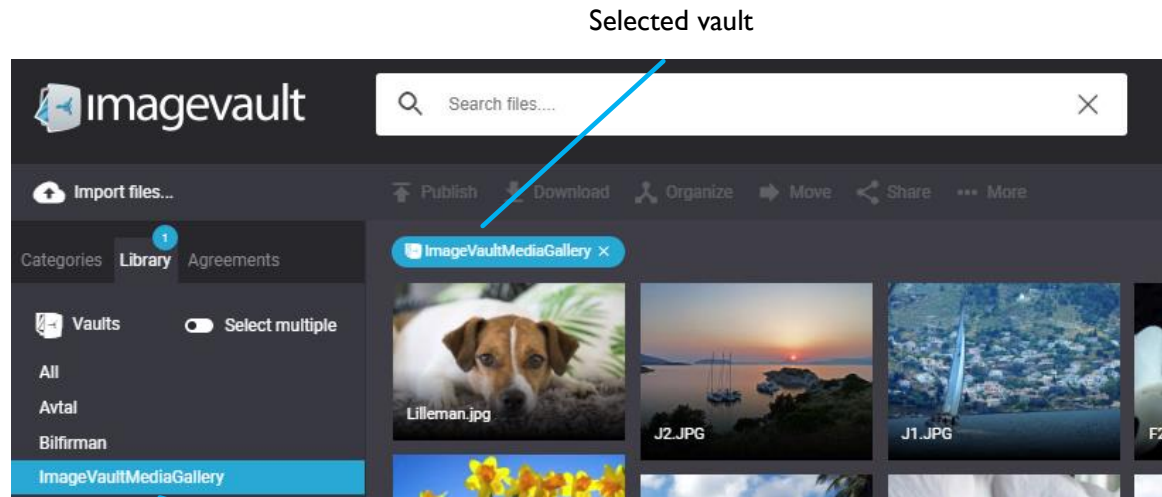 Selected vault
ımagevault
Search files....
Import files...
Publish Download Organize Move Share ... More
1
Categories Library Agreements
ImageVaultMediaGallery ×
Vaults Select multiple
All
Avtal
Bilfirman
ImageVaultMediaGallery
Lilleman.jpg
J2.JPG
J1.JPG